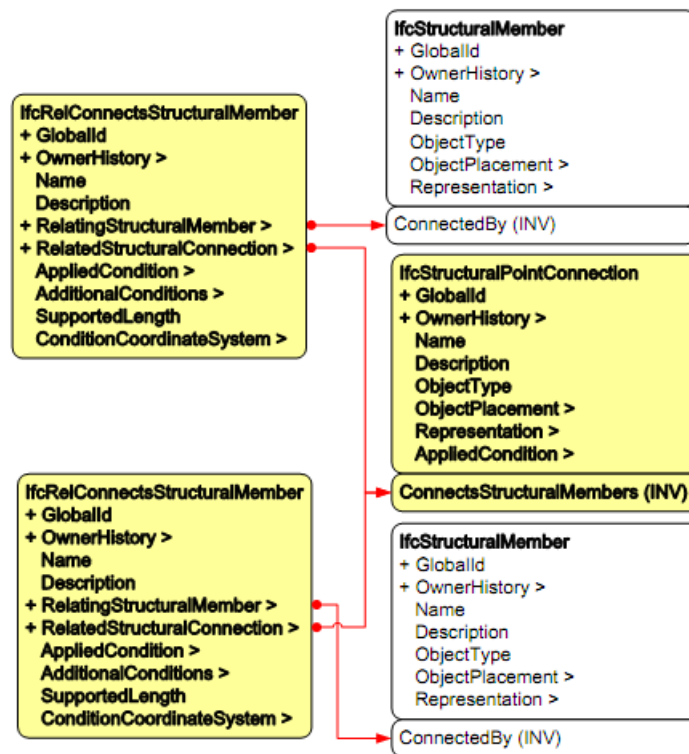 IfcStructuralMember
+ GlobalId
+ OwnerHistory >
Name
Description
ObjectType
ObjectPlacement >
Representation >
ConnectedBy (INV)
IfcRelConnectsStructuralMember
+ GlobalId
+ OwnerHistory >
Name
Description
+ RelatingStructuralMember >
+ RelatedStructuralConnection >
AppliedCondition >
AdditionalConditions >
SupportedLength
ConditionCoordinateSystem >
IfcStructuralPointConnection
+ GlobalId
+ OwnerHistory >
Name
Description
ObjectType
ObjectPlacement >
Representation >
AppliedCondition >
ConnectsStructuralMembers (INV)
IfcRelConnectsStructuralMember
+ GlobalId
+ OwnerHistory >
Name
Description
+ RelatingStructuralMember >
+ RelatedStructuralConnection >
AppliedCondition >
AdditionalConditions >
SupportedLength
ConditionCoordinateSystem >
IfcStructuralMember
+ GlobalId
+ OwnerHistory >
Name
Description
ObjectType
ObjectPlacement >
Representation >
ConnectedBy (INV)